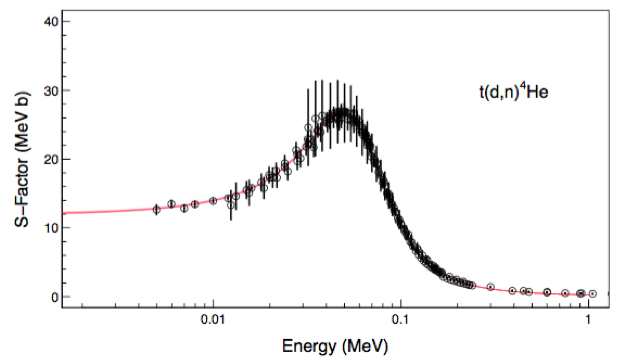 40
30
20
10
0
S−Factor (MeV b)
t(d,n)⁴He
0.01 0.1 1
Energy (MeV)